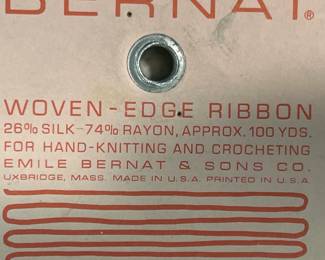 BERNAT®
WOVEN-EDGE RIBBON
26% SILK-74% RAYON, APPROX. 100 YDS.
FOR HAND-KNITTING AND CROCHETING
EMILE BERNAT & SONS CO.
UXBRIDGE, MASS. MADE IN U.S.A. PRINTED IN U.S.A.